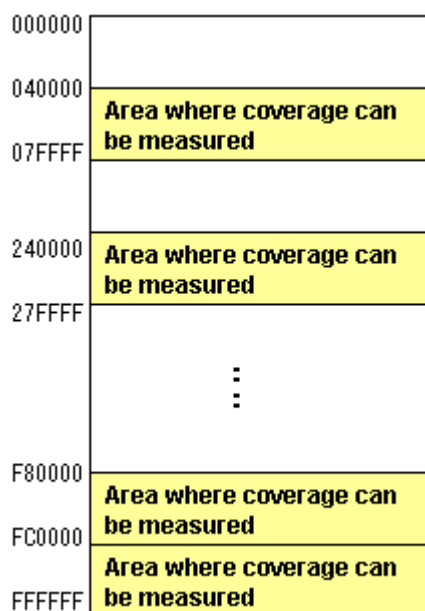 000000
040000
Area where coverage can
be measured
07FFFF
240000
Area where coverage can
be measured
27FFFF
F80000
Area where coverage can
be measured
FC0000
Area where coverage can
be measured
FFFFFF